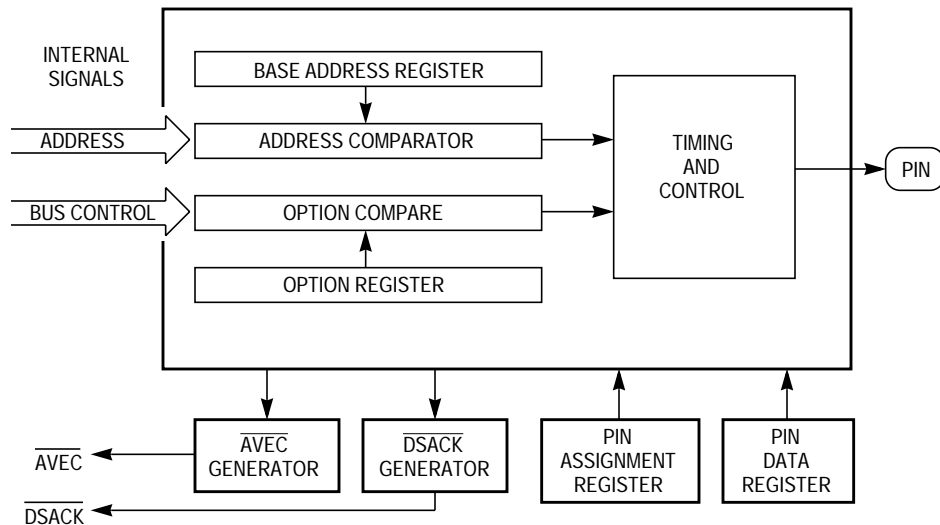 INTERNAL
SIGNALS
BASE ADDRESS REGISTER
ADDRESS
ADDRESS COMPARATOR
TIMING
AND
CONTROL
PIN
BUS CONTROL
OPTION COMPARE
OPTION REGISTER
AVEC
GENERATOR
DSACK
GENERATOR
PIN
ASSIGNMENT
REGISTER
PIN
DATA
REGISTER
AVEC
DSACK